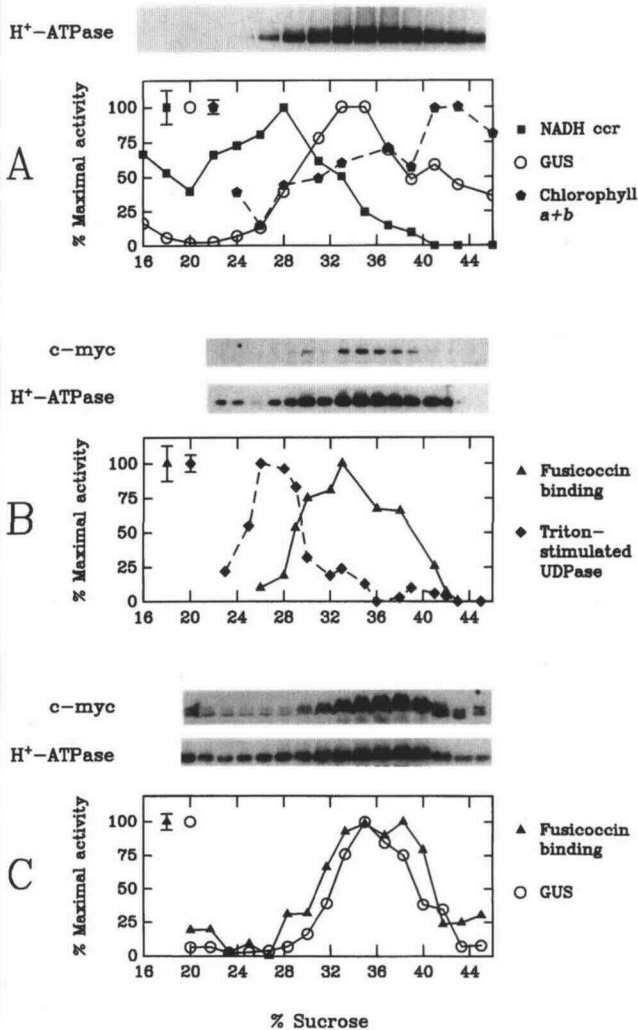 H⁺-ATPase
A
% Maximal activity
100
75
50
25
0
16 20 24 28 32 36 40 44
NADH ccr
GUS
Chlorophyll
a+b
c-myc
H⁺-ATPase
B
% Maximal activity
100
75
50
25
0
16 20 24 28 32 36 40 44
Fusicoccin
binding
Triton-
stimulated
UDPase
c-myc
H⁺-ATPase
C
% Maximal activity
100
75
50
25
0
16 20 24 28 32 36 40 44
Fusicoccin
binding
GUS
% Sucrose